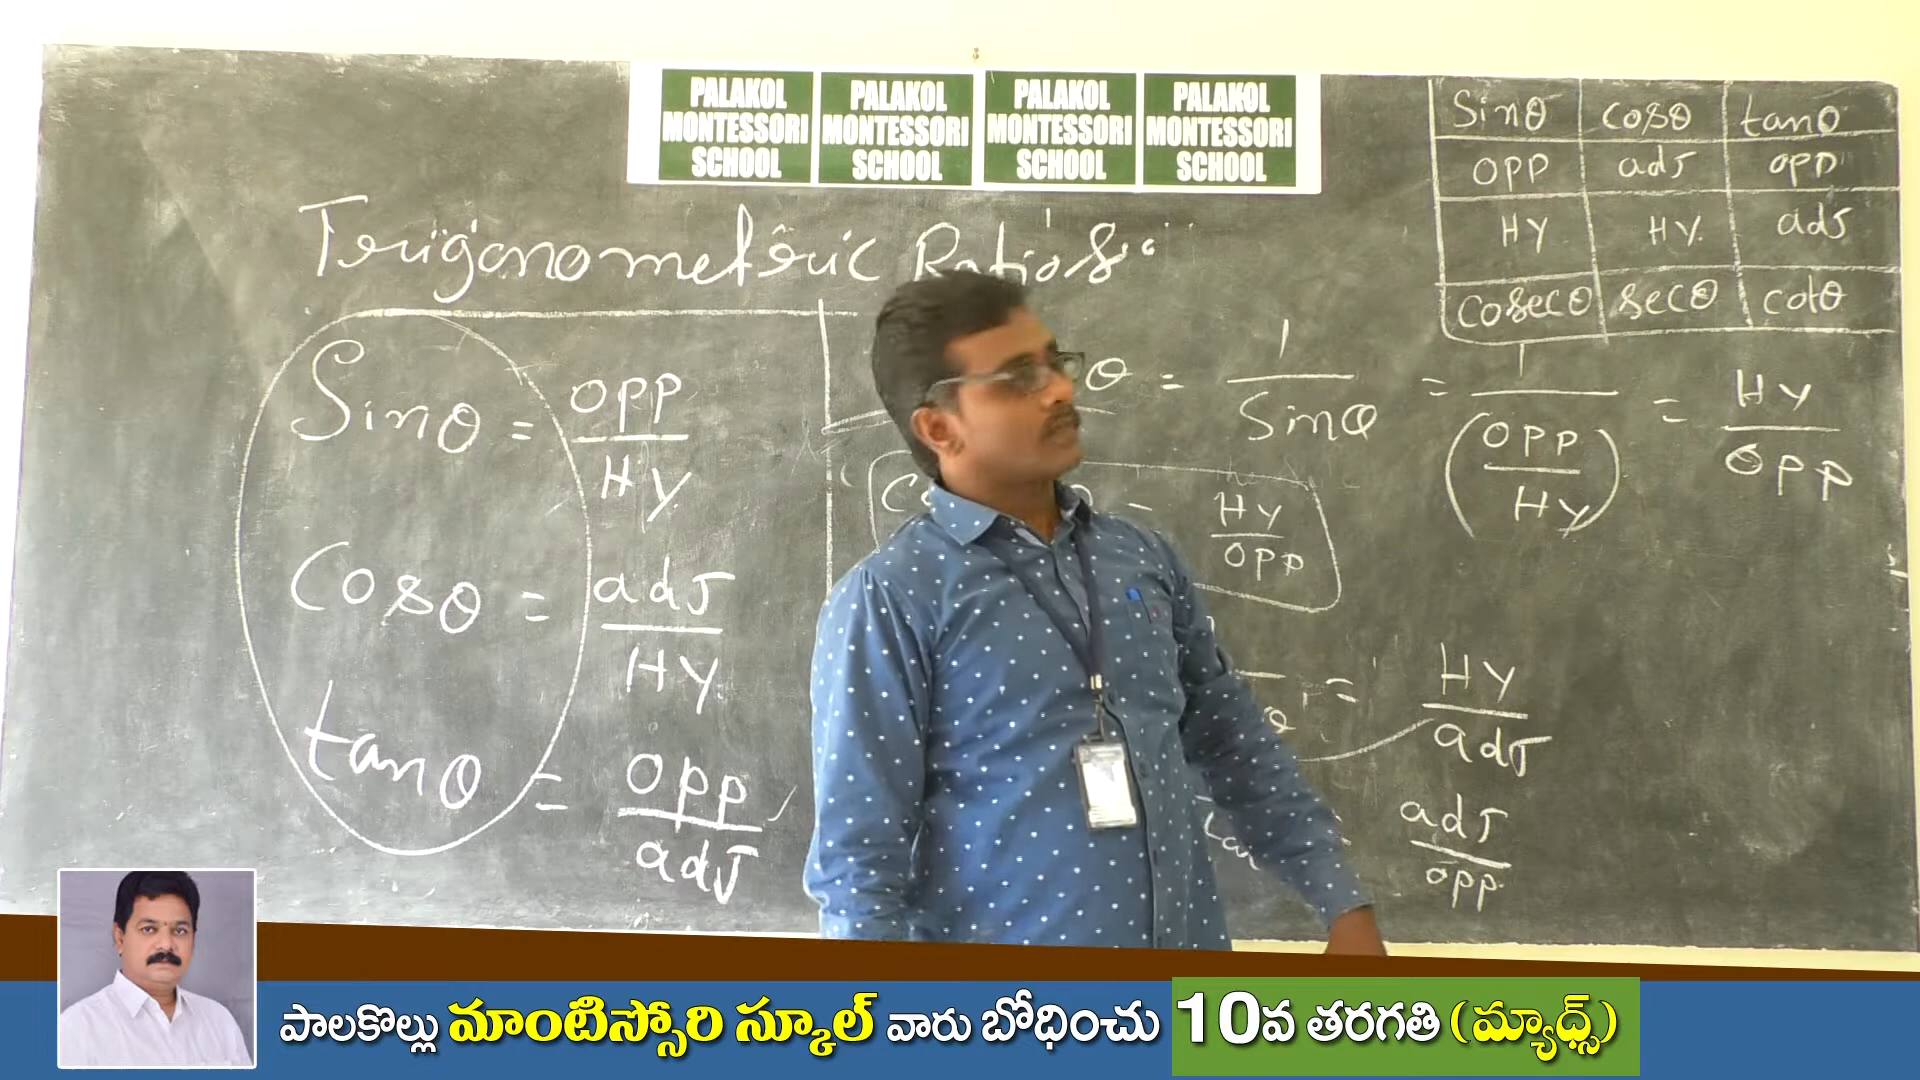 PALAKOL MONTESSORI SCHOOL
PALAKOL MONTESSORI SCHOOL
PALAKOL MONTESSORI SCHOOL
PALAKOL MONTESSORI SCHOOL
Sinθ cosθ tanθ
opp adj opp
Hy Hy. adj
cosecθ secθ cotθ
Trigonometric Ratios
Sinθ = opp / Hy
cosθ = adj / Hy
tanθ = opp / adj
θ = 1 / Sinθ = 1 / (opp / Hy) = Hy / opp
Hy / opp
= Hy / adj
adj / opp
పాలకొల్లు మాంటిస్సోరి స్కూల్ వారు బోధించు 10వ తరగతి (మ్యాథ్స్)